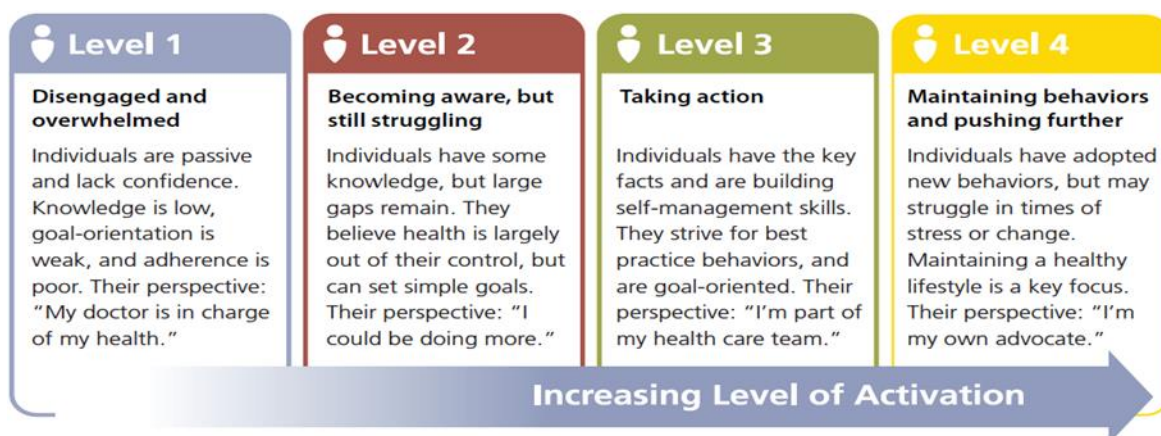 Level 1
Disengaged and
overwhelmed
Individuals are passive
and lack confidence.
Knowledge is low,
goal-orientation is
weak, and adherence is
poor. Their perspective:
“My doctor is in charge
of my health.”
Level 2
Becoming aware, but
still struggling
Individuals have some
knowledge, but large
gaps remain. They
believe health is largely
out of their control, but
can set simple goals.
Their perspective: “I
could be doing more.”
Level 3
Taking action
Individuals have the key
facts and are building
self-management skills.
They strive for best
practice behaviors, and
are goal-oriented. Their
perspective: “I’m part of
my health care team.”
Level 4
Maintaining behaviors
and pushing further
Individuals have adopted
new behaviors, but may
struggle in times of
stress or change.
Maintaining a healthy
lifestyle is a key focus.
Their perspective: “I’m
my own advocate.”
Increasing Level of Activation